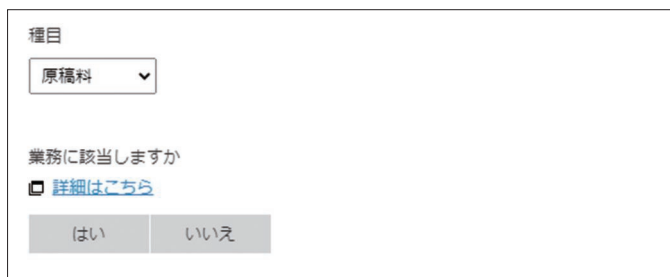 種目
原稿料
業務に該当しますか
詳細はこちら
はい いいえ